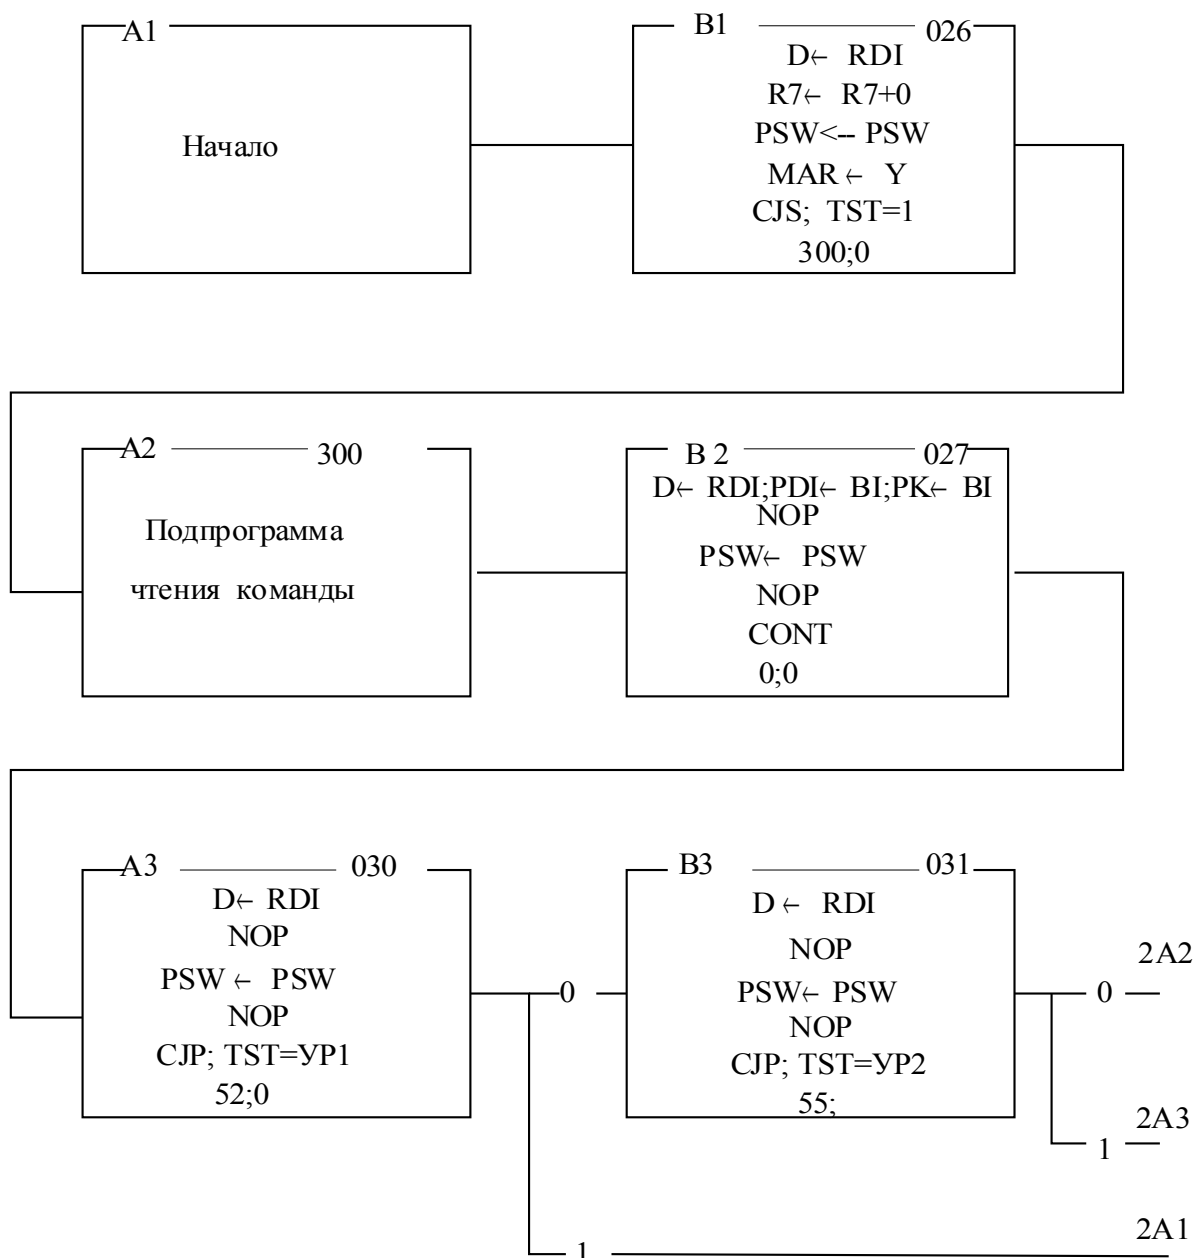 A1
Начало
B1 026
D← RDI
R7← R7+0
PSW<-- PSW
MAR ← Y
CJS; TST=1
300;0
A2 300
Подпрограмма
чтения команды
B 2 027
D← RDI;PDI← BI;PK← BI
NOP
PSW← PSW
NOP
CONT
0;0
A3 030
D← RDI
NOP
PSW ← PSW
NOP
CJP; TST=УР1
52;0
0
B3 031
D ← RDI
NOP
PSW← PSW
NOP
CJP; TST=УР2
55;
2A2
0
2A3
1
2A1
1